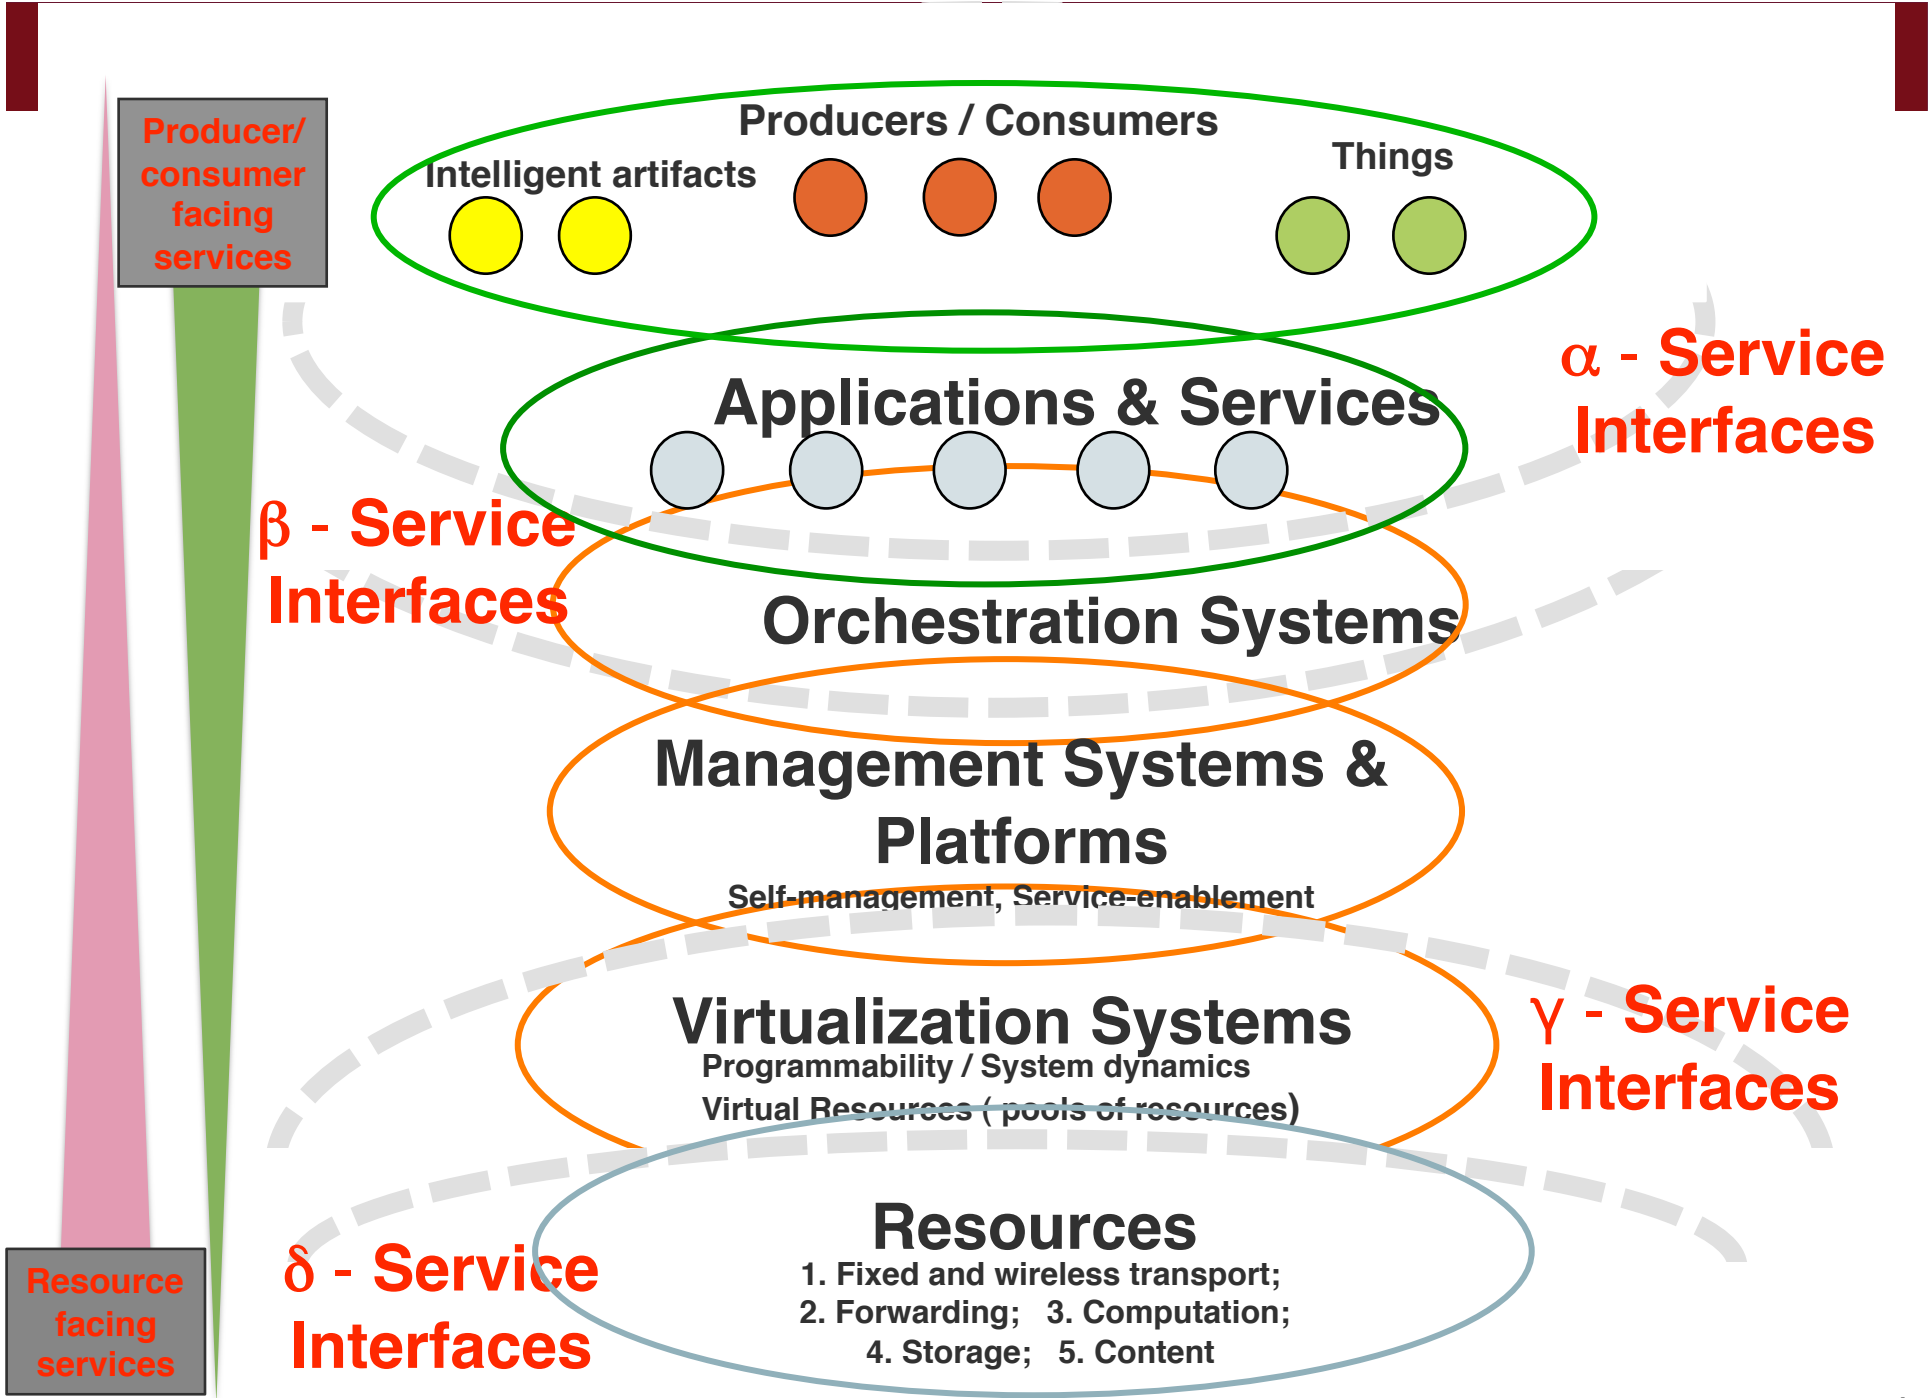 Producer/
consumer
facing
services
Producers / Consumers
Intelligent artifacts
Things
α - Service
Interfaces
Applications & Services
β - Service
Interfaces
Orchestration Systems
Management Systems &
Platforms
Self-management, Service-enablement
Virtualization Systems
Programmability / System dynamics
Virtual Resources ( pools of resources)
γ - Service
Interfaces
Resources
1. Fixed and wireless transport;
2. Forwarding; 3. Computation;
4. Storage; 5. Content
δ - Service
Interfaces
Resource
facing
services